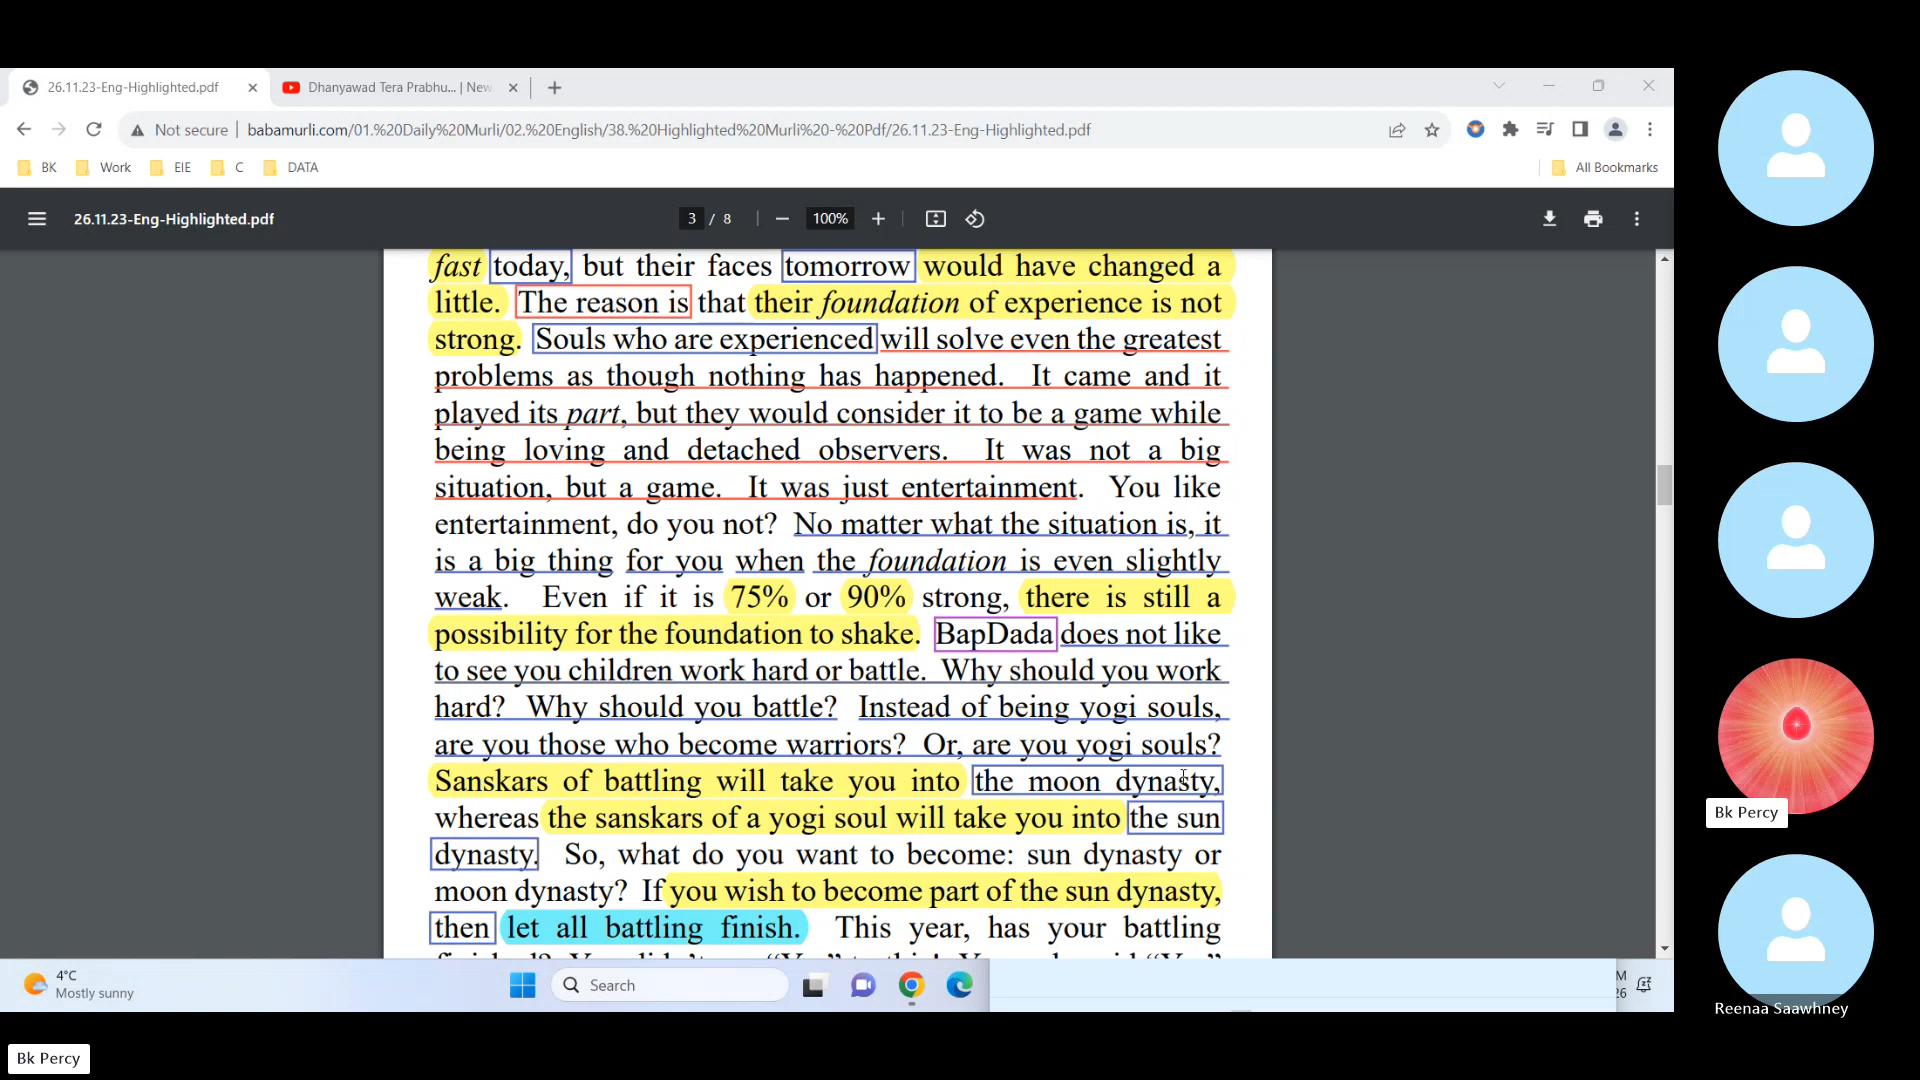 26.11.23-Eng-Highlighted.pdf
Dhanyawad Tera Prabhu... | New
Not secure
babamurli.com/01.%20Daily%20Murli/02.%20English/38.%20Highlighted%20Murli%20-%20Pdf/26.11.23-Eng-Highlighted.pdf
BK
Work
EIE
C
DATA
All Bookmarks
26.11.23-Eng-Highlighted.pdf
3 / 8
100%
fast today, but their faces tomorrow would have changed a
little. The reason is that their foundation of experience is not
strong. Souls who are experienced will solve even the greatest
problems as though nothing has happened. It came and it
played its part, but they would consider it to be a game while
being loving and detached observers. It was not a big
situation, but a game. It was just entertainment. You like
entertainment, do you not? No matter what the situation is, it
is a big thing for you when the foundation is even slightly
weak. Even if it is 75% or 90% strong, there is still a
possibility for the foundation to shake. BapDada does not like
to see you children work hard or battle. Why should you work
hard? Why should you battle? Instead of being yogi souls,
are you those who become warriors? Or, are you yogi souls?
Sanskars of battling will take you into the moon dynasty,
whereas the sanskars of a yogi soul will take you into the sun
dynasty. So, what do you want to become: sun dynasty or
moon dynasty? If you wish to become part of the sun dynasty,
then let all battling finish. This year, has your battling
4°C
Mostly sunny
Search
M
26
Bk Percy
Reenaa Saawhney
Bk Percy